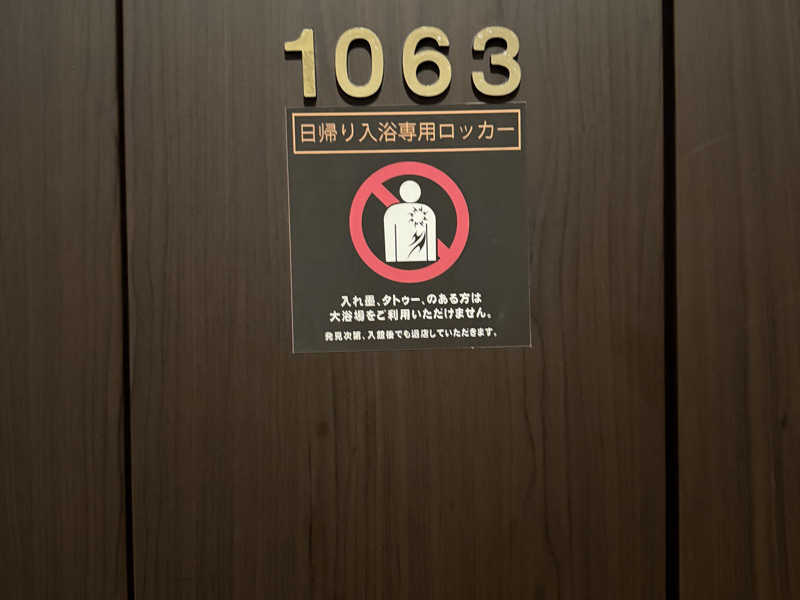 1063
日帰り入浴専用ロッカー
入れ墨、タトゥー、のある方は
大浴場をご利用いただけません。
発見次第、入館後でも退店していただきます。